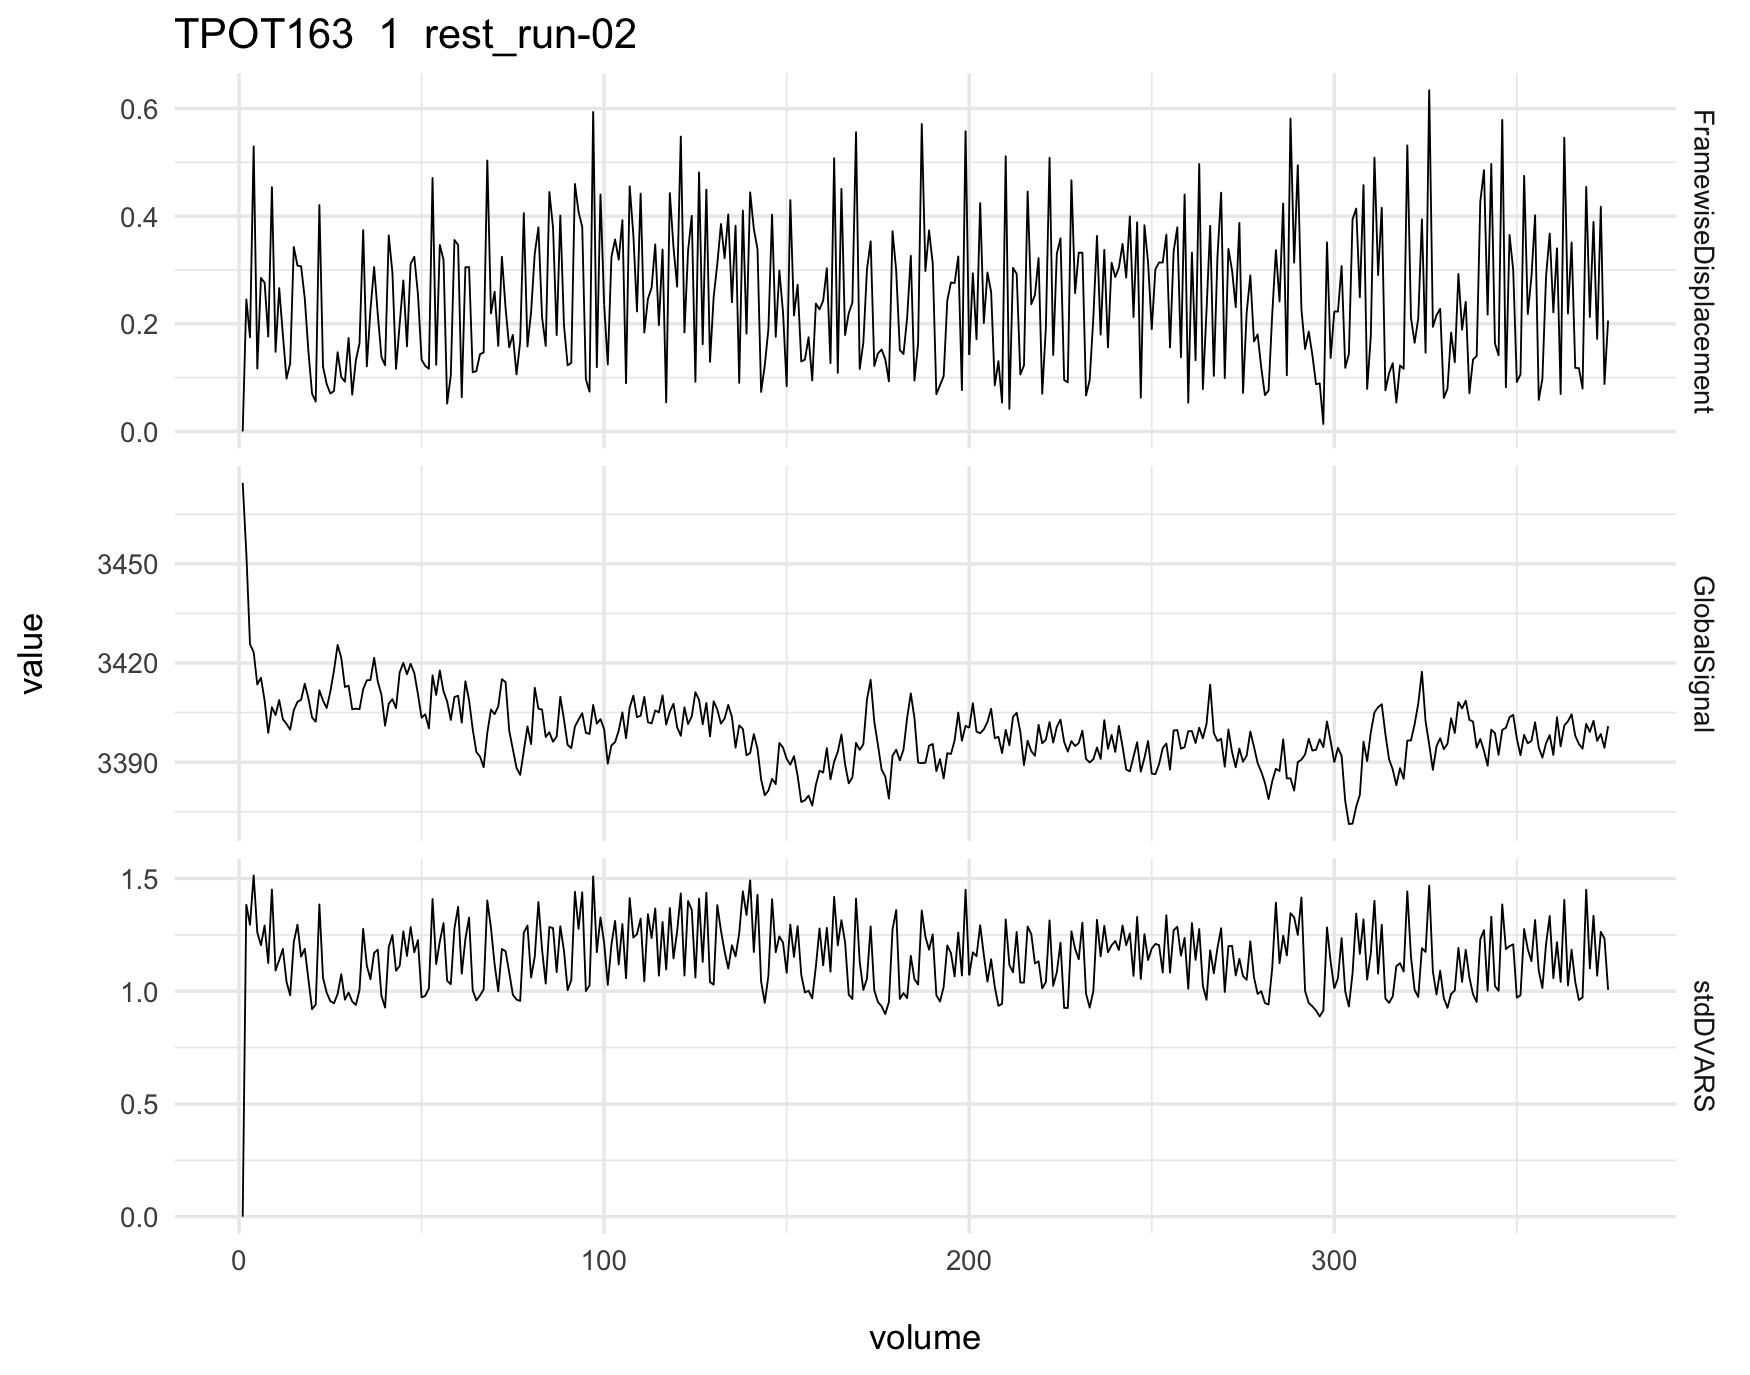 TPOT163 1 rest_run-02
0.6
0.4
0.2
0.0
FramewiseDisplacement
3450
3420
3390
GlobalSignal
value
1.5
1.0
0.5
0.0
stdDVARS
0 100 200 300
volume